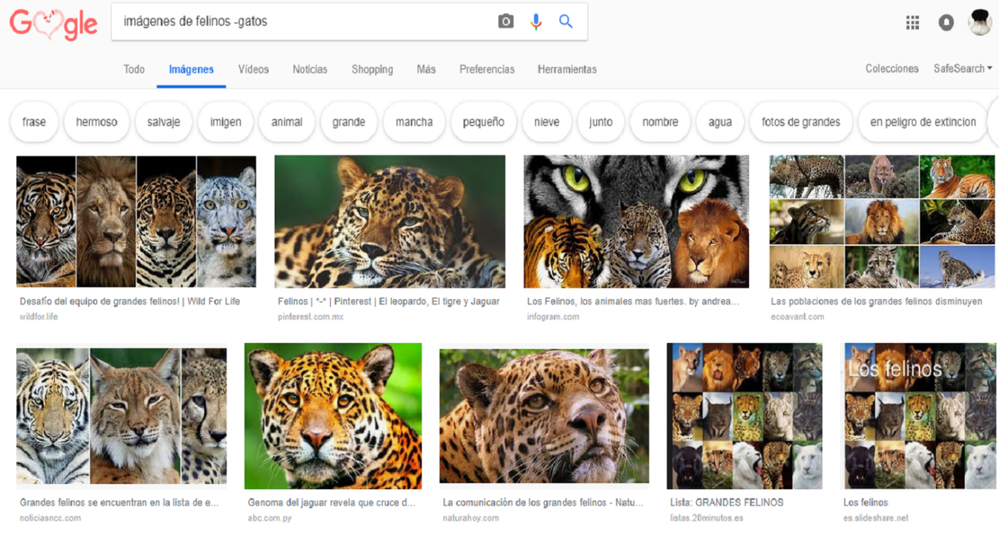 Google
imágenes de felinos -gatos
Todo Imágenes Vídeos Noticias Shopping Más Preferencias Herramientas Colecciones SafeSearch
frase hermoso salvaje imigen animal grande mancha pequeño nieve junto nombre agua fotos de grandes en peligro de extincion
Desafío del equipo de grandes felinos! | Wild For Life
wildfor.life
Felinos | *-* | Pinterest | El leopardo, El tigre y Jaguar
pinterest.com.mx
Los Felinos, los animales mas fuertes. by andrea...
infogram.com
Las poblaciones de los grandes felinos disminuyen
ecoavant.com
Los felinos
Grandes felinos se encuentran en la lista de e...
noticiasncc.com
Genoma del jaguar revela que cruce d...
abc.com.py
La comunicación de los grandes felinos - Natu...
naturahoy.com
Lista: GRANDES FELINOS
listas.20minutos.es
Los felinos
es.slideshare.net